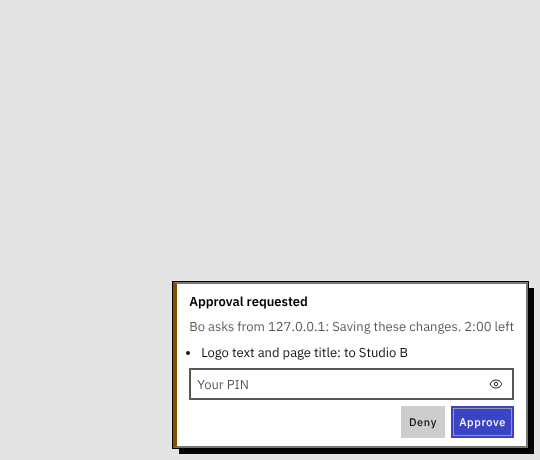 Approval requested
Bo asks from 127.0.0.1: Saving these changes. 2:00 left
• Logo text and page title: to Studio B
Your PIN
Deny Approve